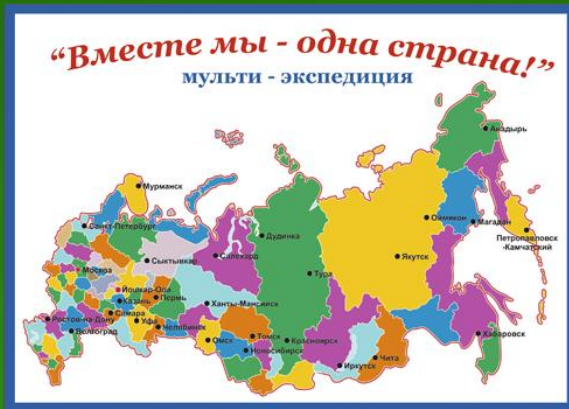 “Вместе мы - одна страна!”
мульти - экспедиция
Анадырь
Мурманск
Санкт-Петербург
Оймякон
Магадан
Петропавловск
-Камчатский
Дудинка
Салехард
Сыктывкар
Якутск
Москва
Тура
Йошкар-Ола
Казань
Пермь
Ханты-Мансийск
Самара
Уфа
Ростов-на-Дону
Волгоград
Челябинск
Хабаровск
Омск
Томск
Красноярск
Новосибирск
Иркутск
Чита